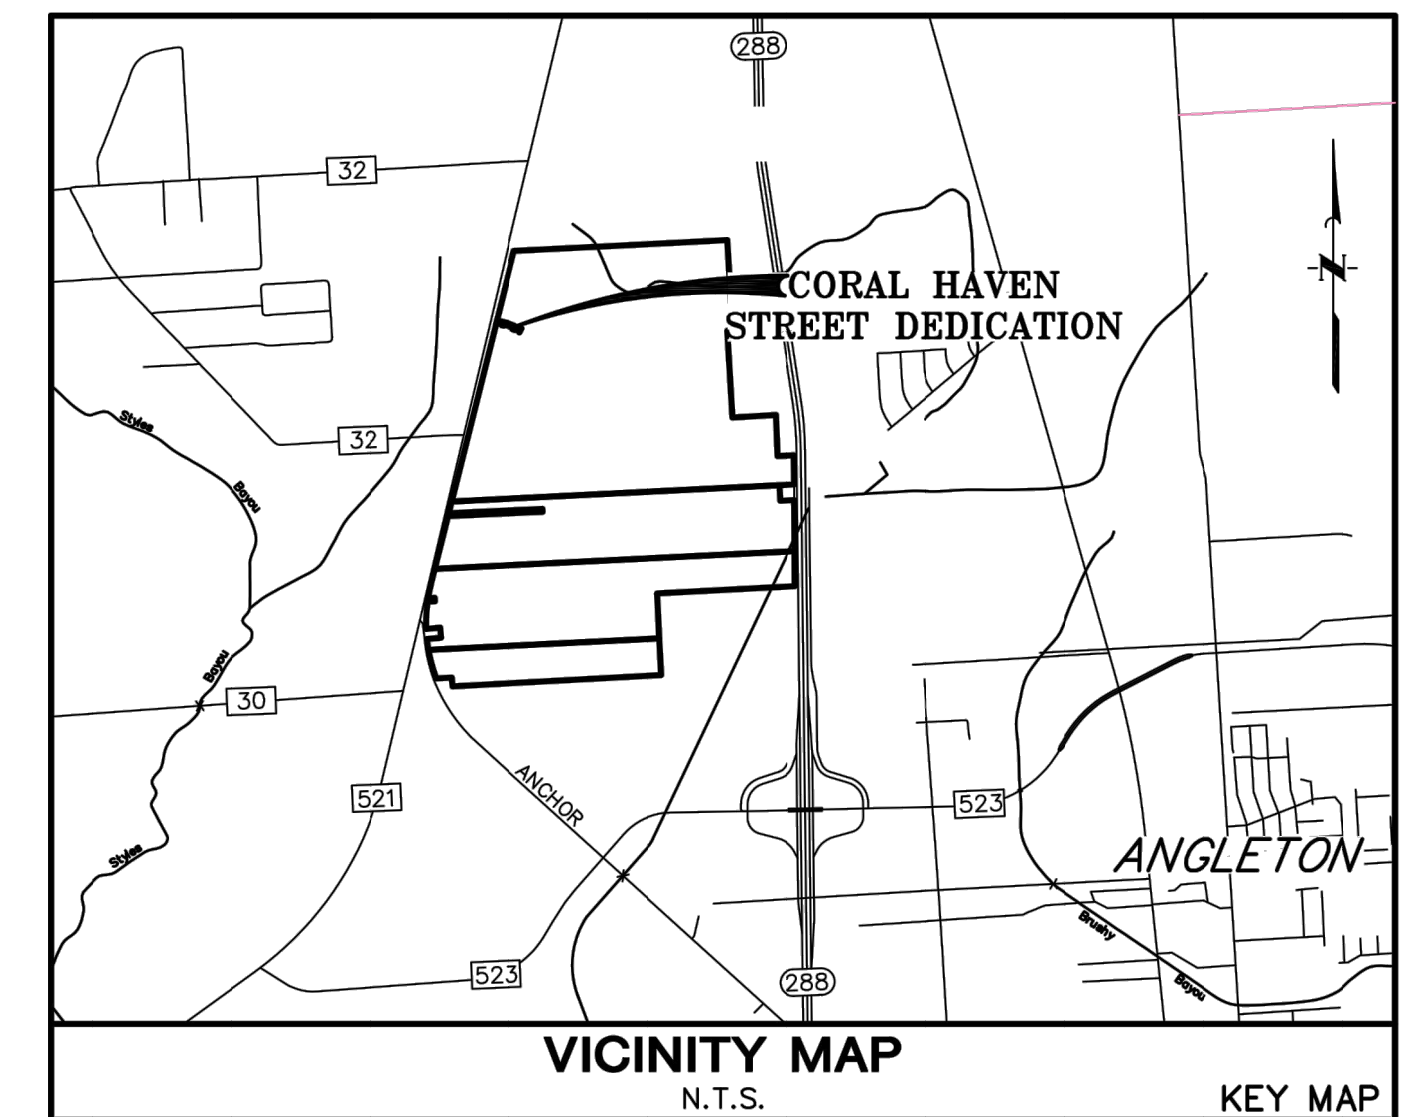 288
32
CORAL HAVEN
STREET DEDICATION
N
Styles
32
Bayou
Bayou
30
521
ANCHOR
523
ANGLETON
Styles
Brushy
523
288
Bayou
VICINITY MAP
N.T.S.
KEY MAP